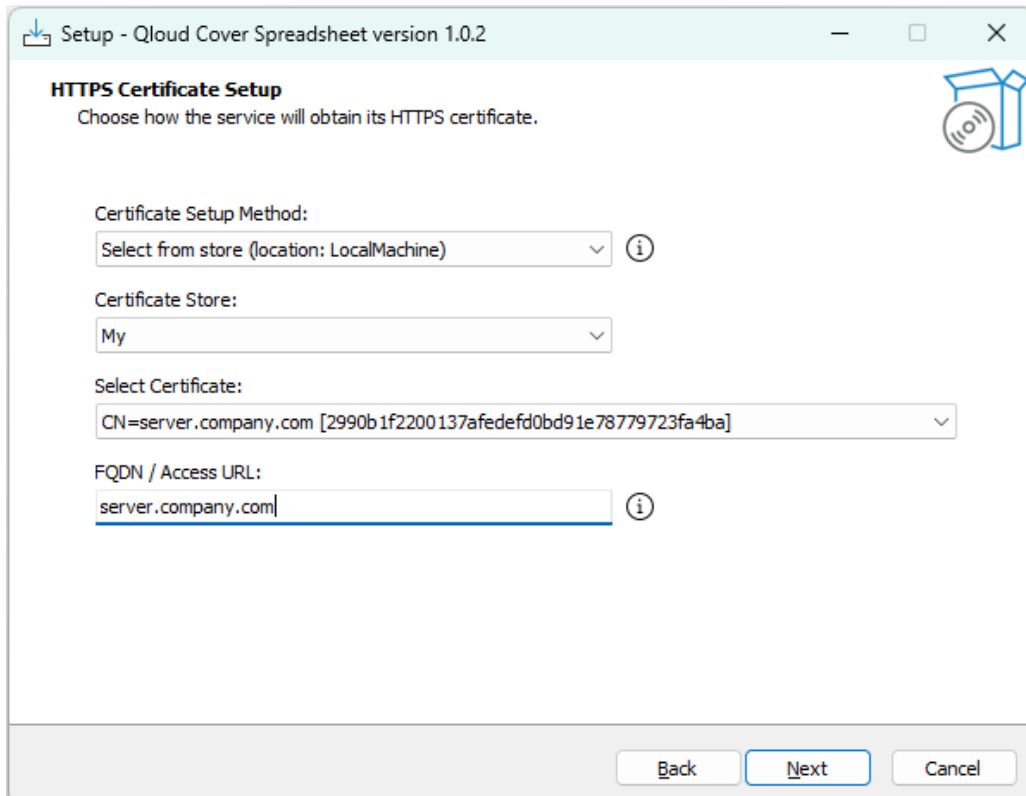 Setup - Qloud Cover Spreadsheet version 1.0.2
HTTPS Certificate Setup
Choose how the service will obtain its HTTPS certificate.
Certificate Setup Method:
Select from store (location: LocalMachine)
Certificate Store:
My
Select Certificate:
CN=server.company.com [2990b1f2200137afedefd0bd91e78779723fa4ba]
FQDN / Access URL:
server.company.com
Back Next Cancel